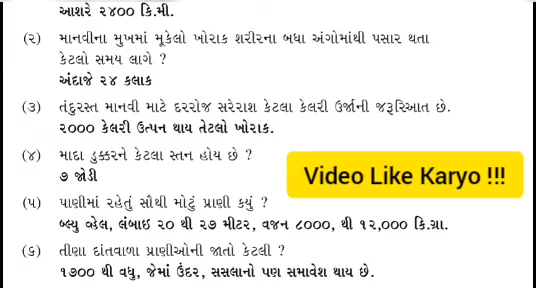 આશરે ૨૪૦૦ કિ.મી.
(૨) માનવીના મુખમાં મૂકેલો ખોરાક શરીરના બધા અંગોમાંથી પસાર થતા
કેટલો સમય લાગે ?
અંદાજે ૨૪ કલાક
(૩) તંદુરસ્ત માનવી માટે દરરોજ સરેરાશ કેટલા કેલરી ઉર્જાની જરૂરિઆત છે.
૨૦૦૦ કેલરી ઉત્પન થાય તેટલો ખોરાક.
(૪) માદા ડુક્કરને કેટલા સ્તન હોય છે ?
૭ જોડી
Video Like Karyo !!!
(૫) પાણીમાં રહેતું સૌથી મોટું પ્રાણી કયું ?
બ્લ્યુ વ્હેલ, લંબાઇ ૨૦ થી ૨૭ મીટર, વજન ૮૦૦૦, થી ૧૨,૦૦૦ કિ.ગ્રા.
(૬) તીણા દાંતવાળા પ્રાણીઓની જાતો કેટલી ?
૧૭૦૦ થી વધુ, જેમાં ઉંદર, સસલાનો પણ સમાવેશ થાય છે.